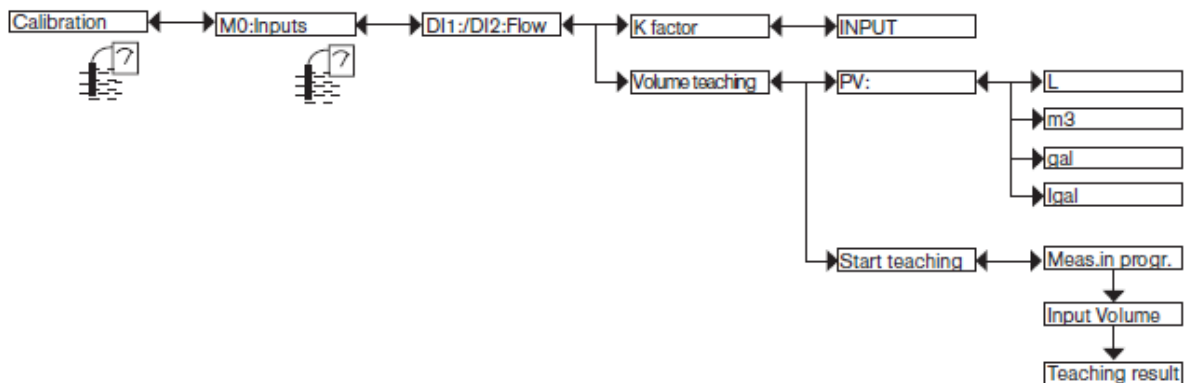 Calibration
M0:Inputs
DI1:/DI2:Flow
K factor
INPUT
Volume teaching
PV:
L
m3
gal
Igal
Start teaching
Meas.in progr.
Input Volume
Teaching result